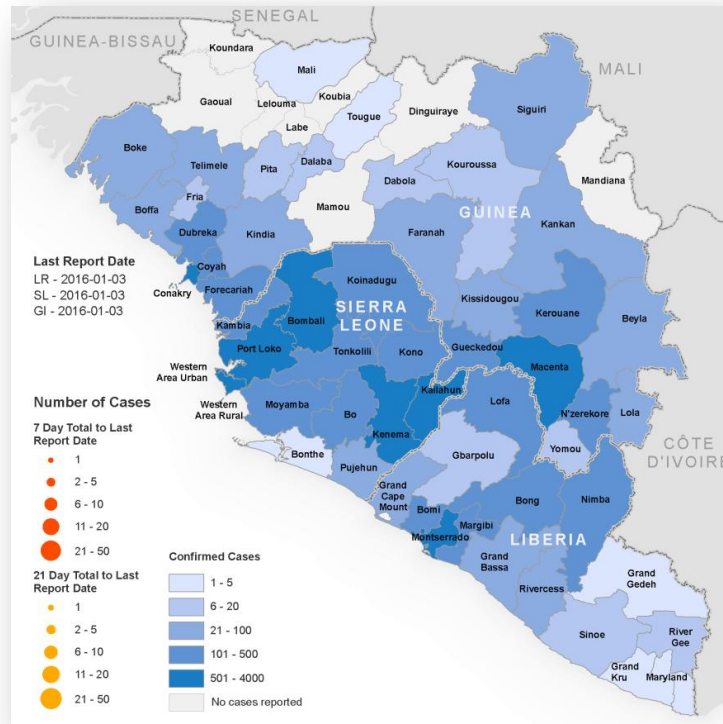 SENEGAL
GUINEA-BISSAU
MALI
Koundara
Mali
Gaoual
Lelouma
Koubia
Labe
Tougue
Dinguiraye
Siguiri
Boke
Telimele
Pita
Dalaba
Dabola
Kouroussa
Mandiana
Fria
Boffa
Mamou
GUINEA
Dubreka
Kindia
Faranah
Kankan
Last Report Date
LR - 2016-01-03
SL - 2016-01-03
GI - 2016-01-03
Coyah
Conakry
Forecariah
Koinadugu
Kissidougou
Kerouane
Beyla
Kambia
Bombali
SIERRA
LEONE
Port Loko
Tonkolili
Kono
Gueckedou
Macenta
Western
Area Urban
Western
Area Rural
Moyamba
Bo
Kailahun
Kenema
Lofa
N'zerekore
Lola
Bonthe
Pujehun
Gbarpolu
Yomou
CÔTE
D'IVOIRE
Grand
Cape
Mount
Bomi
Bong
Nimba
Montserrado
Margibi
LIBERIA
Grand
Bassa
Rivercess
Grand
Gedeh
Sinoe
River
Gee
Grand
Kru
Maryland
Number of Cases
7 Day Total to Last
Report Date
1
2 - 5
6 - 10
11 - 20
21 - 50
21 Day Total to Last
Report Date
1
2 - 5
6 - 10
11 - 20
21 - 50
Confirmed Cases
1 - 5
6 - 20
21 - 100
101 - 500
501 - 4000
No cases reported